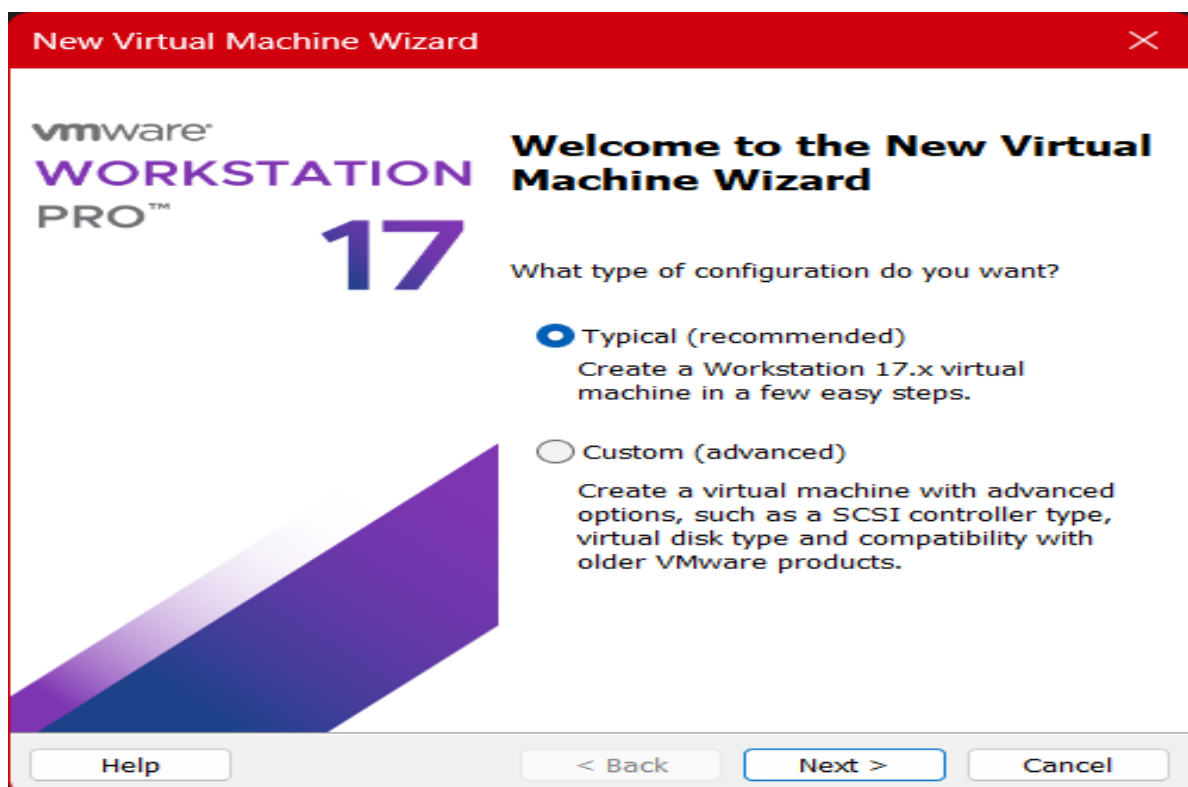 New Virtual Machine Wizard
vmware®
WORKSTATION
PRO™
17
Welcome to the New Virtual
Machine Wizard
What type of configuration do you want?
Typical (recommended)
Create a Workstation 17.x virtual
machine in a few easy steps.
Custom (advanced)
Create a virtual machine with advanced
options, such as a SCSI controller type,
virtual disk type and compatibility with
older VMware products.
Help
< Back
Next >
Cancel